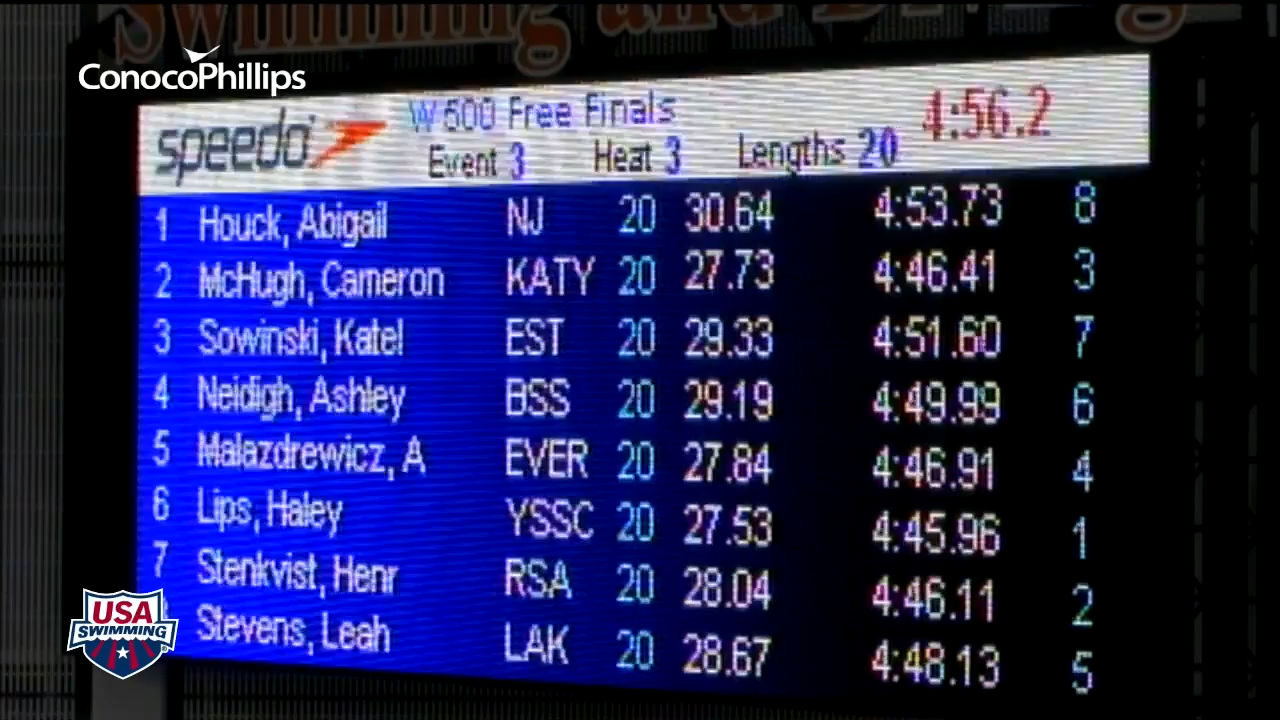 Swimming and
ConocoPhillips
speedo
W 500 Free Finals
4:56.2
Event 3 Heat 3 Lengths 20
1 Houck, Abigail NJ 20 30.64 4:53.73 8
2 McHugh, Cameron KATY 20 27.73 4:46.41 3
3 Sowinski, Katel EST 20 29.33 4:51.60 7
4 Neidigh, Ashley BSS 20 29.19 4:49.99 6
5 Malazdrewicz, A EVER 20 27.84 4:46.91 4
6 Lips, Haley YSSC 20 27.53 4:45.96 1
7 Stenkvist, Henr RSA 20 28.04 4:46.11 2
Stevens, Leah LAK 20 28.67 4:48.13 5
USA
SWIMMING